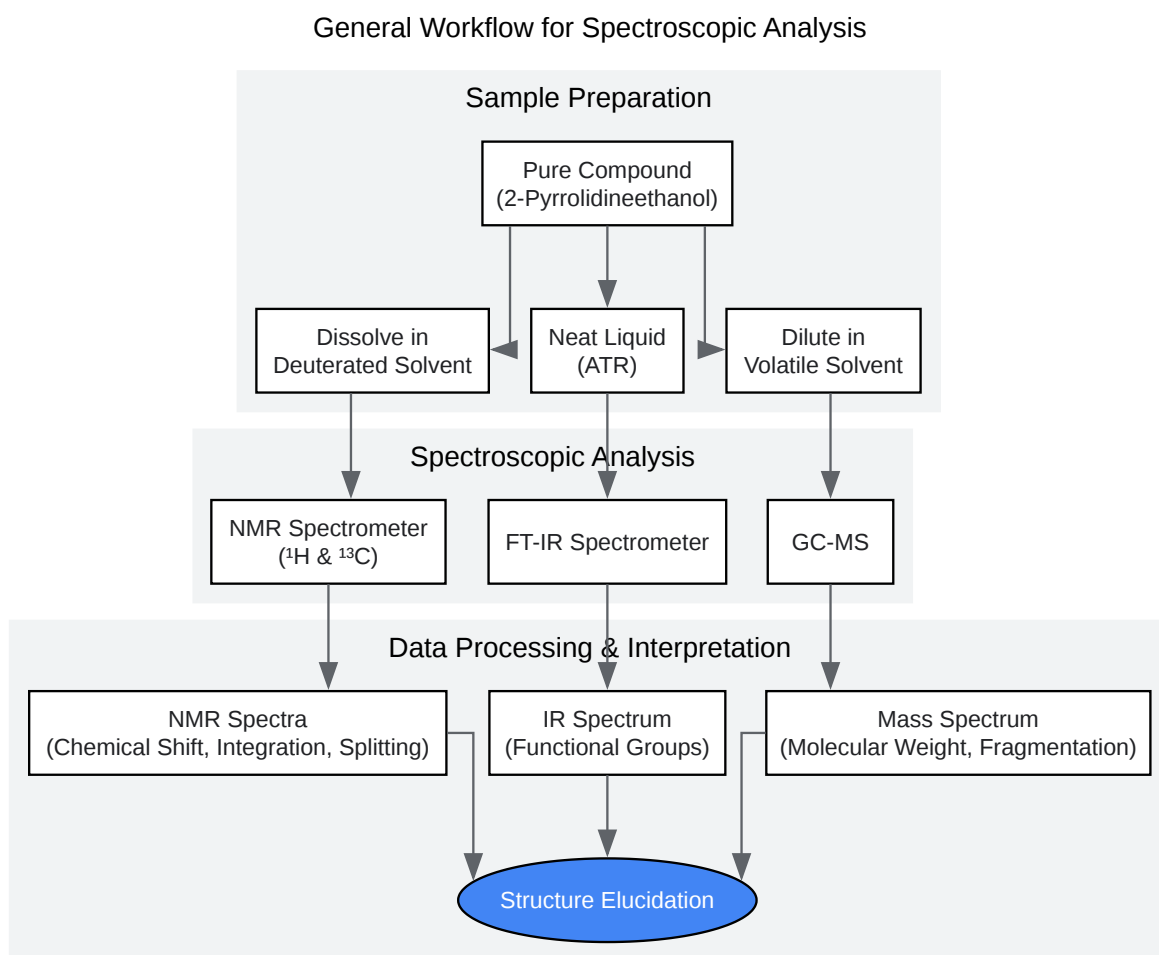 General Workflow for Spectroscopic Analysis
Sample Preparation
Pure Compound
(2-Pyrrolidineethanol)
Dissolve in
Deuterated Solvent
Neat Liquid
(ATR)
Dilute in
Volatile Solvent
Spectroscopic Analysis
NMR Spectrometer
(¹H & ¹³C)
FT-IR Spectrometer
GC-MS
Data Processing & Interpretation
NMR Spectra
(Chemical Shift, Integration, Splitting)
IR Spectrum
(Functional Groups)
Mass Spectrum
(Molecular Weight, Fragmentation)
Structure Elucidation